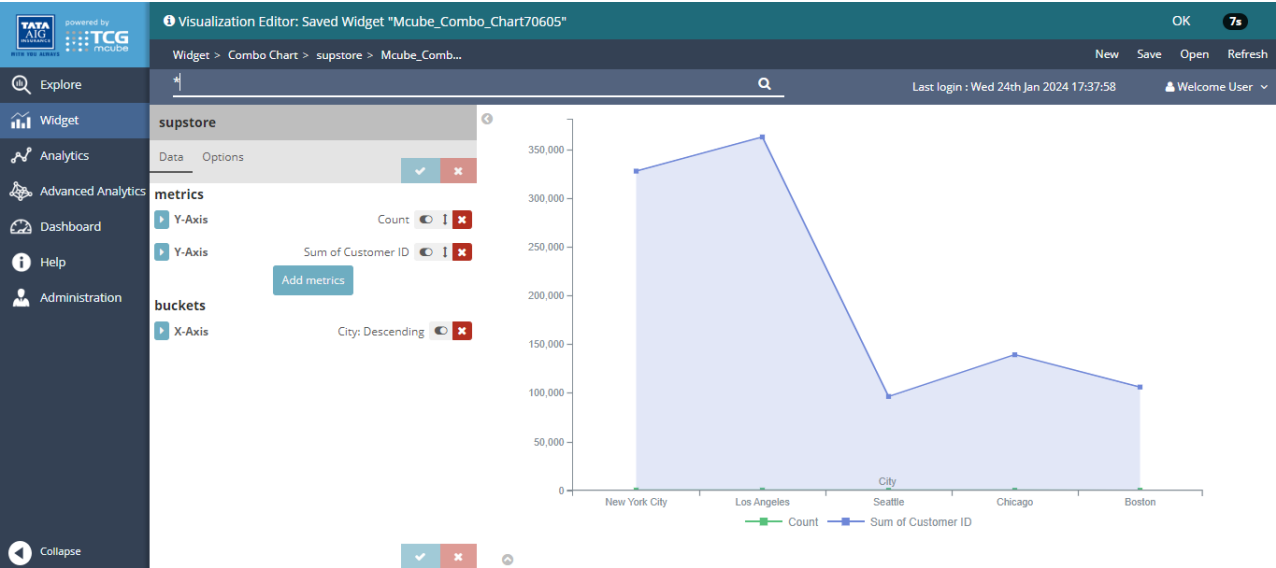 TATA
AIG
INSURANCE
WITH YOU ALWAYS
powered by
TCG
mcube
Visualization Editor: Saved Widget "Mcube_Combo_Chart70605"
OK
7s
Widget > Combo Chart > supstore > Mcube_Comb...
New
Save
Open
Refresh
*
Last login : Wed 24th Jan 2024 17:37:58
Welcome User
Explore
Widget
Analytics
Advanced Analytics
Dashboard
Help
Administration
Collapse
supstore
Data
Options
metrics
Y-Axis Count
Y-Axis Sum of Customer ID
Add metrics
buckets
X-Axis City: Descending
350,000
300,000
250,000
200,000
150,000
100,000
50,000
0
City
New York City
Los Angeles
Seattle
Chicago
Boston
Count
Sum of Customer ID